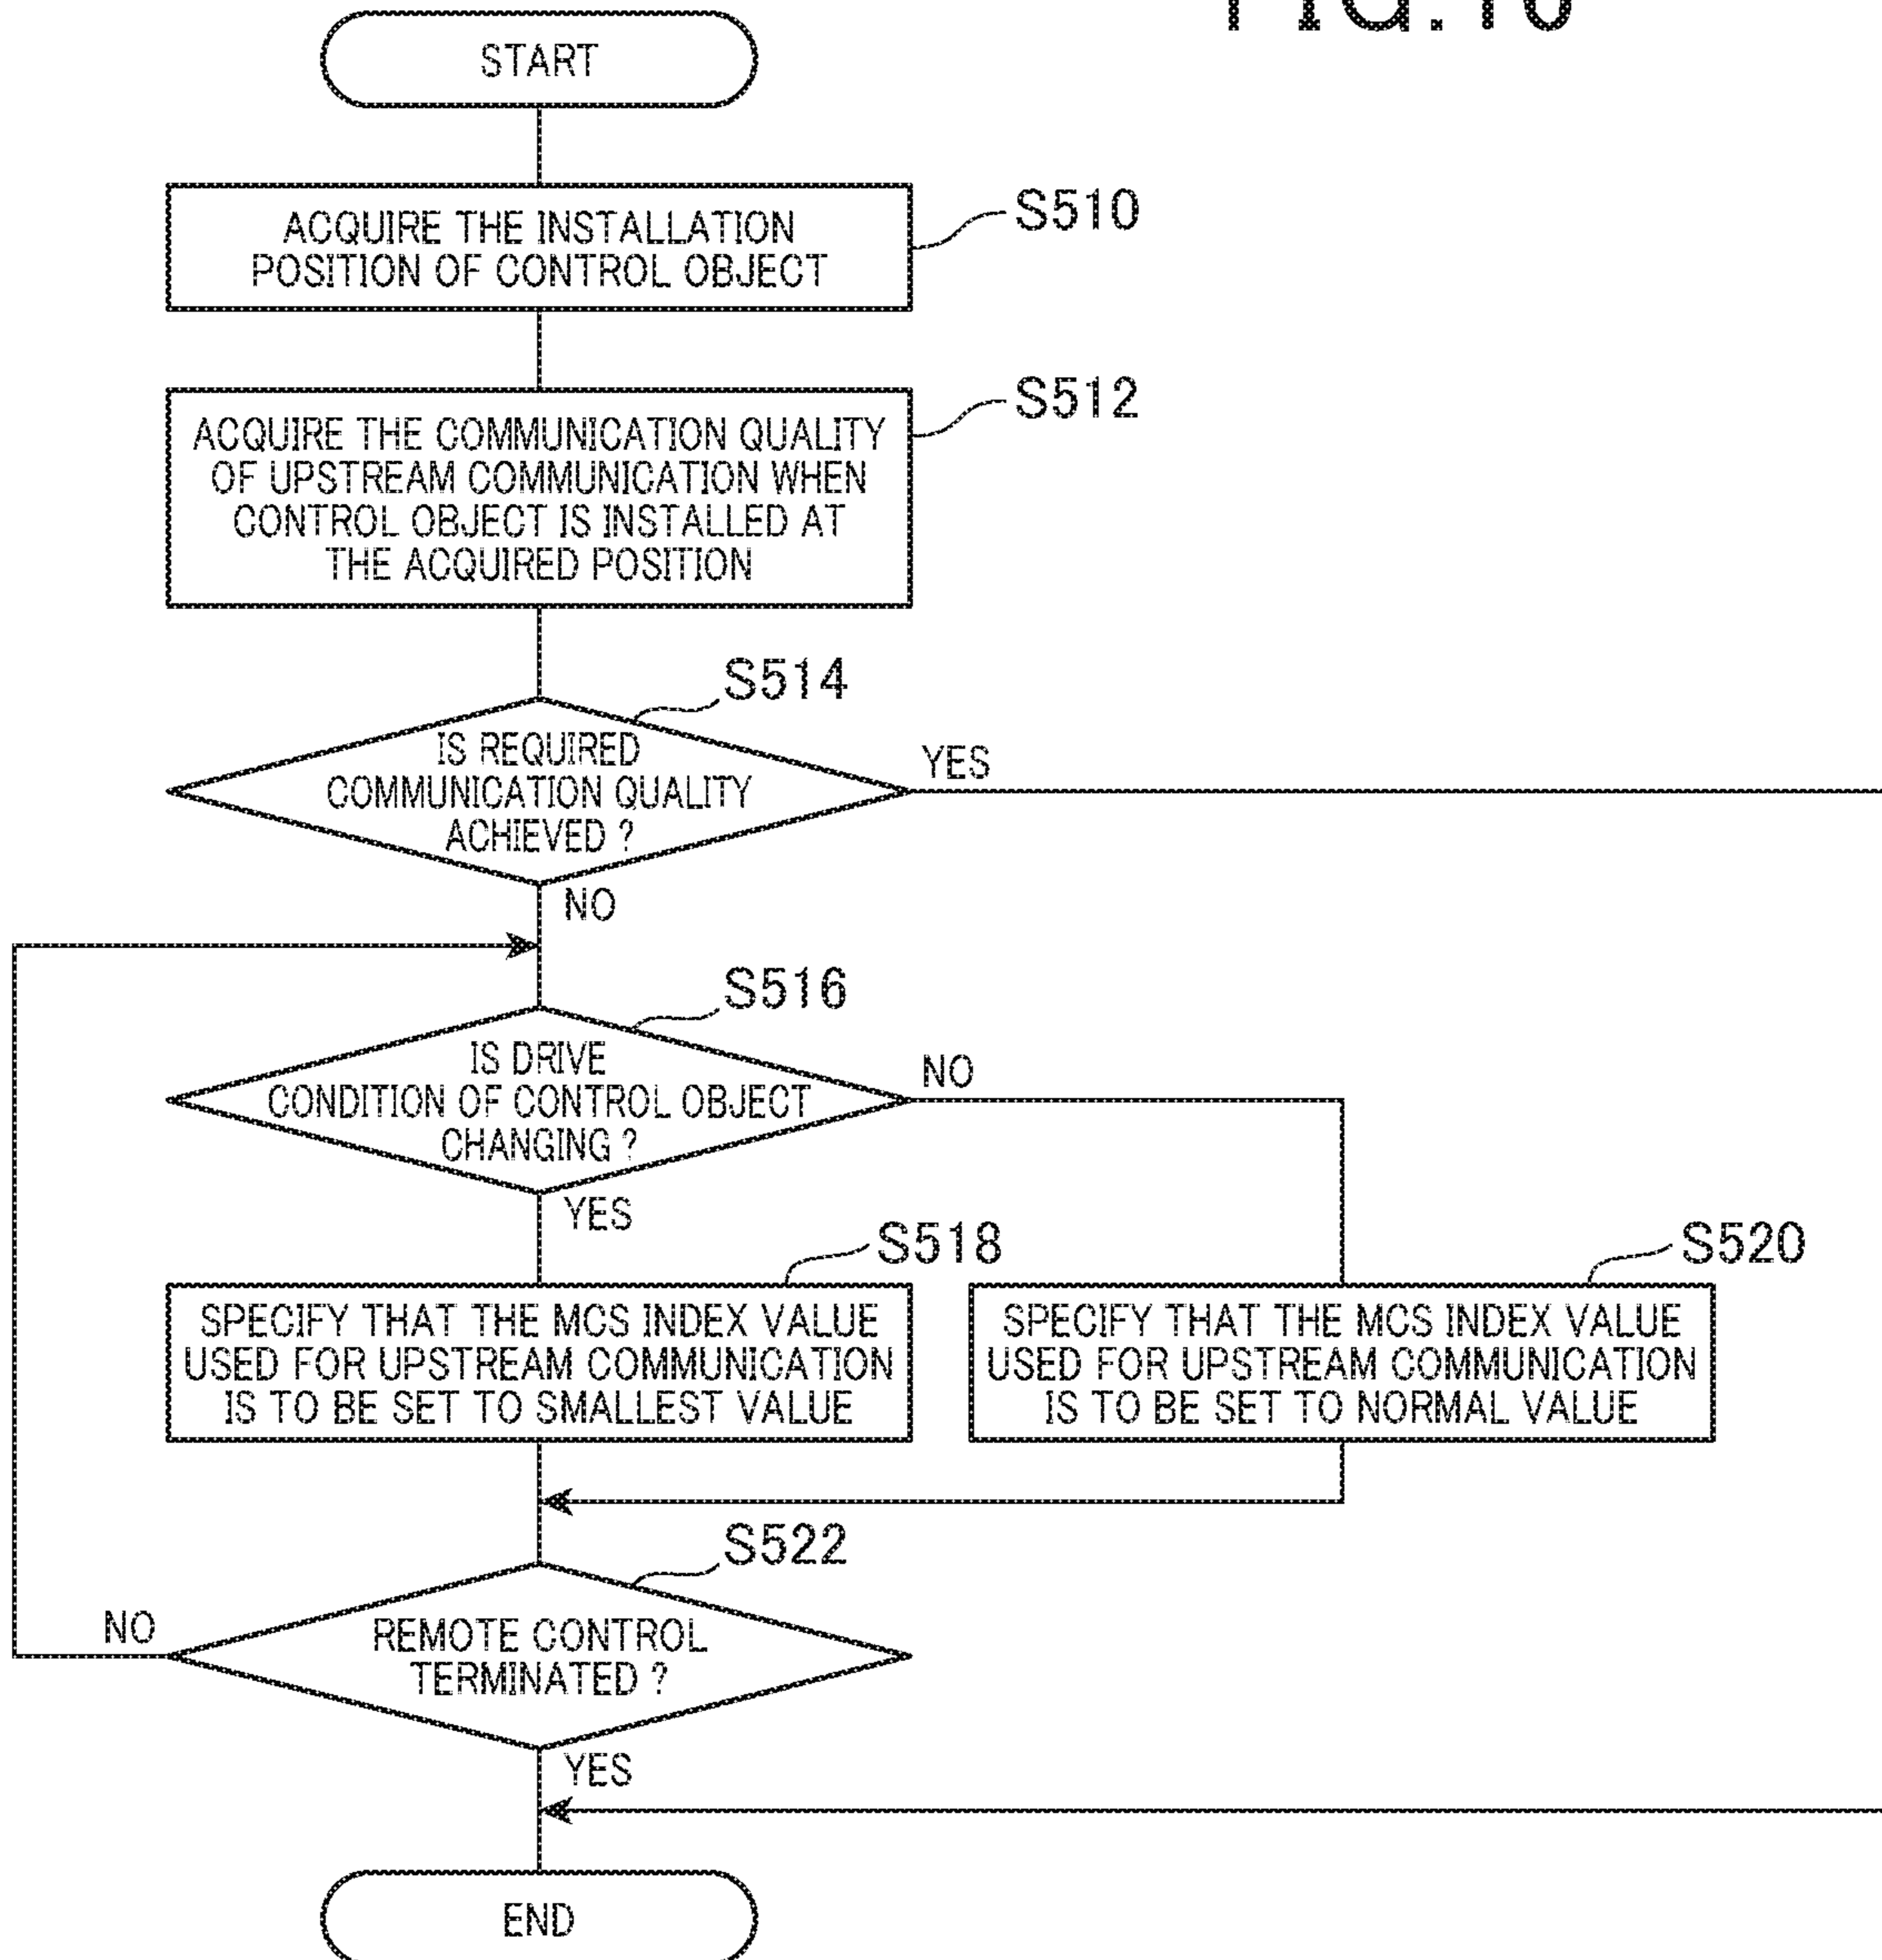 START
ACQUIRE THE INSTALLATION
POSITION OF CONTROL OBJECT
S510
ACQUIRE THE COMMUNICATION QUALITY
OF UPSTREAM COMMUNICATION WHEN
CONTROL OBJECT IS INSTALLED AT
THE ACQUIRED POSITION
S512
S514
IS REQUIRED
COMMUNICATION QUALITY
ACHIEVED ?
YES
NO
S516
IS DRIVE
CONDITION OF CONTROL OBJECT
CHANGING ?
NO
YES
S518
SPECIFY THAT THE MCS INDEX VALUE
USED FOR UPSTREAM COMMUNICATION
IS TO BE SET TO SMALLEST VALUE
S520
SPECIFY THAT THE MCS INDEX VALUE
USED FOR UPSTREAM COMMUNICATION
IS TO BE SET TO NORMAL VALUE
S522
REMOTE CONTROL
TERMINATED ?
NO
YES
END